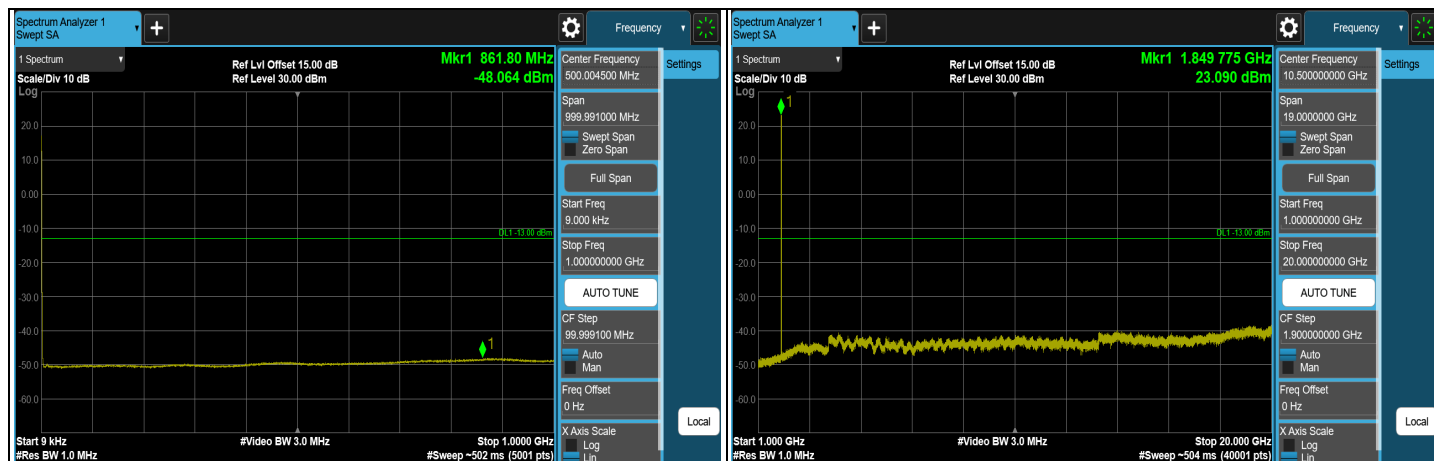 Spectrum Analyzer 1
Swept SA
+
Frequency
1 Spectrum
Ref Lvl Offset 15.00 dB
Mkr1 861.80 MHz
Scale/Div 10 dB
Ref Level 30.00 dBm
-48.064 dBm
Log
1
20.0
10.0
0.00
-10.0
DL1 -13.00 dBm
-20.0
-30.0
-40.0
-50.0
-60.0
Start 9 kHz
#Video BW 3.0 MHz
Stop 1.0000 GHz
#Res BW 1.0 MHz
#Sweep ~502 ms (5001 pts)
Center Frequency
500.004500 MHz
Settings
Span
999.991000 MHz
Swept Span
Zero Span
Full Span
Start Freq
9.000 kHz
Stop Freq
1.000000000 GHz
AUTO TUNE
CF Step
99.999100 MHz
Auto
Man
Freq Offset
0 Hz
X Axis Scale
Log
Lin
Local
Spectrum Analyzer 1
Swept SA
+
Frequency
1 Spectrum
Ref Lvl Offset 15.00 dB
Mkr1 1.849 775 GHz
Scale/Div 10 dB
Ref Level 30.00 dBm
23.090 dBm
Log
1
20.0
10.0
0.00
-10.0
DL1 -13.00 dBm
-20.0
-30.0
-40.0
-50.0
-60.0
Start 1.000 GHz
#Video BW 3.0 MHz
Stop 20.000 GHz
#Res BW 1.0 MHz
#Sweep ~504 ms (40001 pts)
Center Frequency
10.500000000 GHz
Settings
Span
19.0000000 GHz
Swept Span
Zero Span
Full Span
Start Freq
1.000000000 GHz
Stop Freq
20.000000000 GHz
AUTO TUNE
CF Step
1.900000000 GHz
Auto
Man
Freq Offset
0 Hz
X Axis Scale
Log
Lin
Local